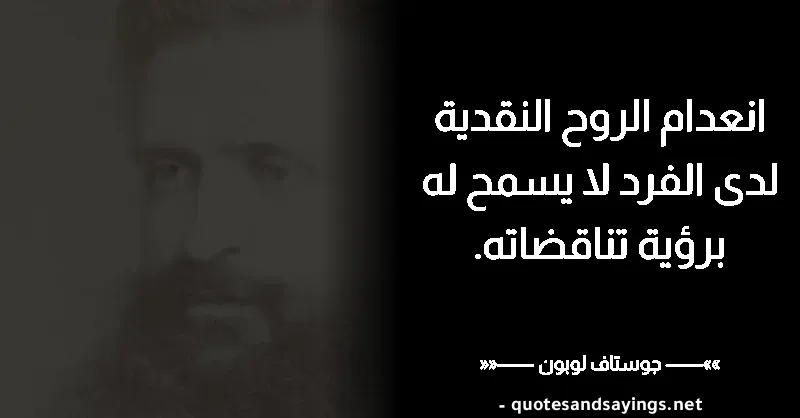 انعدام الروح النقدية
لدى الفرد لا يسمح له
برؤية تناقضاته.
»»—— جوستاف لوبون ——««
- quotesandsayings.net